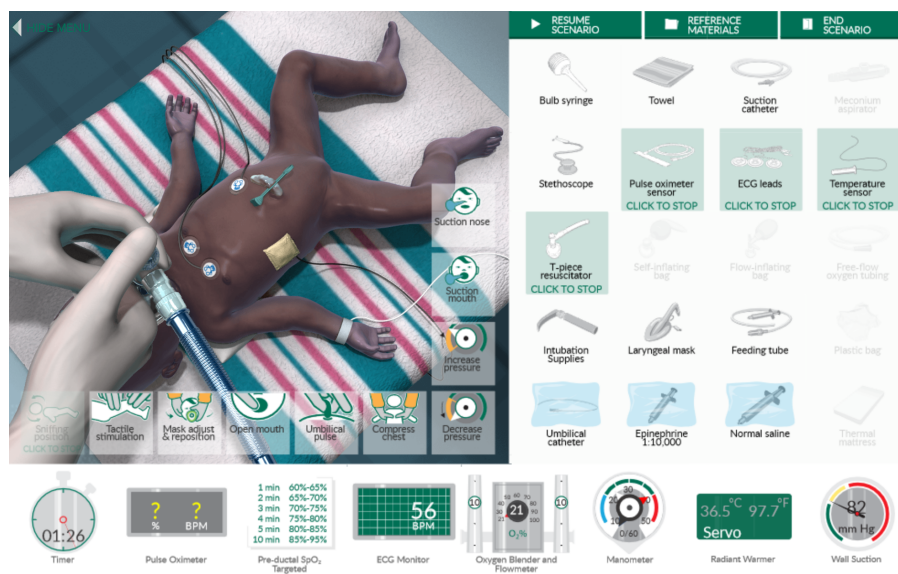 HIDE MENU
RESUME
SCENARIO
REFERENCE
MATERIALS
END
SCENARIO
Bulb syringe
Towel
Suction
catheter
Meconium
aspirator
Stethoscope
Pulse oximeter
sensor
CLICK TO STOP
ECG leads
CLICK TO STOP
Temperature
sensor
CLICK TO STOP
T-piece
resuscitator
CLICK TO STOP
Self-inflating
bag
Flow-inflating
bag
Free-flow
oxygen tubing
Intubation
Supplies
Laryngeal mask
Feeding tube
Plastic bag
Umbilical
catheter
Epinephrine
1:10,000
Normal saline
Thermal
mattress
Suction nose
Suction
mouth
Increase
pressure
Sniffing
position
CLICK TO STOP
Tactile
stimulation
Mask adjust
& reposition
Open mouth
Umbilical
pulse
Compress
chest
Decrease
pressure
01:26
Timer
? ?
% BPM
Pulse Oximeter
1 min 60%-65%
2 min 65%-70%
3 min 70%-75%
4 min 75%-80%
5 min 80%-85%
10 min 85%-95%
Pre-ductal SpO₂
Targeted
56
BPM
ECG Monitor
10
21
O₂%
10
Oxygen Blender and
Flowmeter
10
20
30
50
0/60
Manometer
36.5°C 97.7°F
Servo
Radiant Warmer
82
mm Hg
Wall Suction